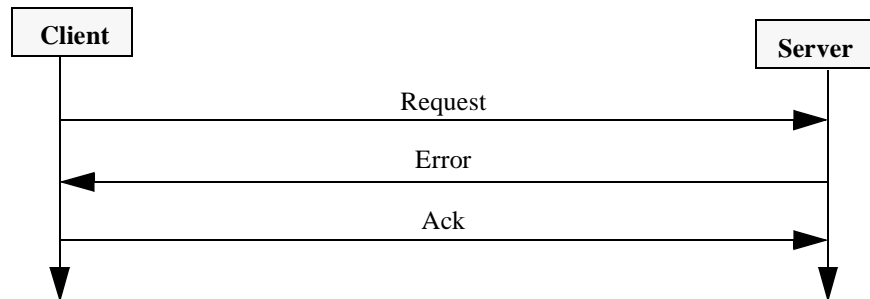 Client
Server
Request
Error
Ack